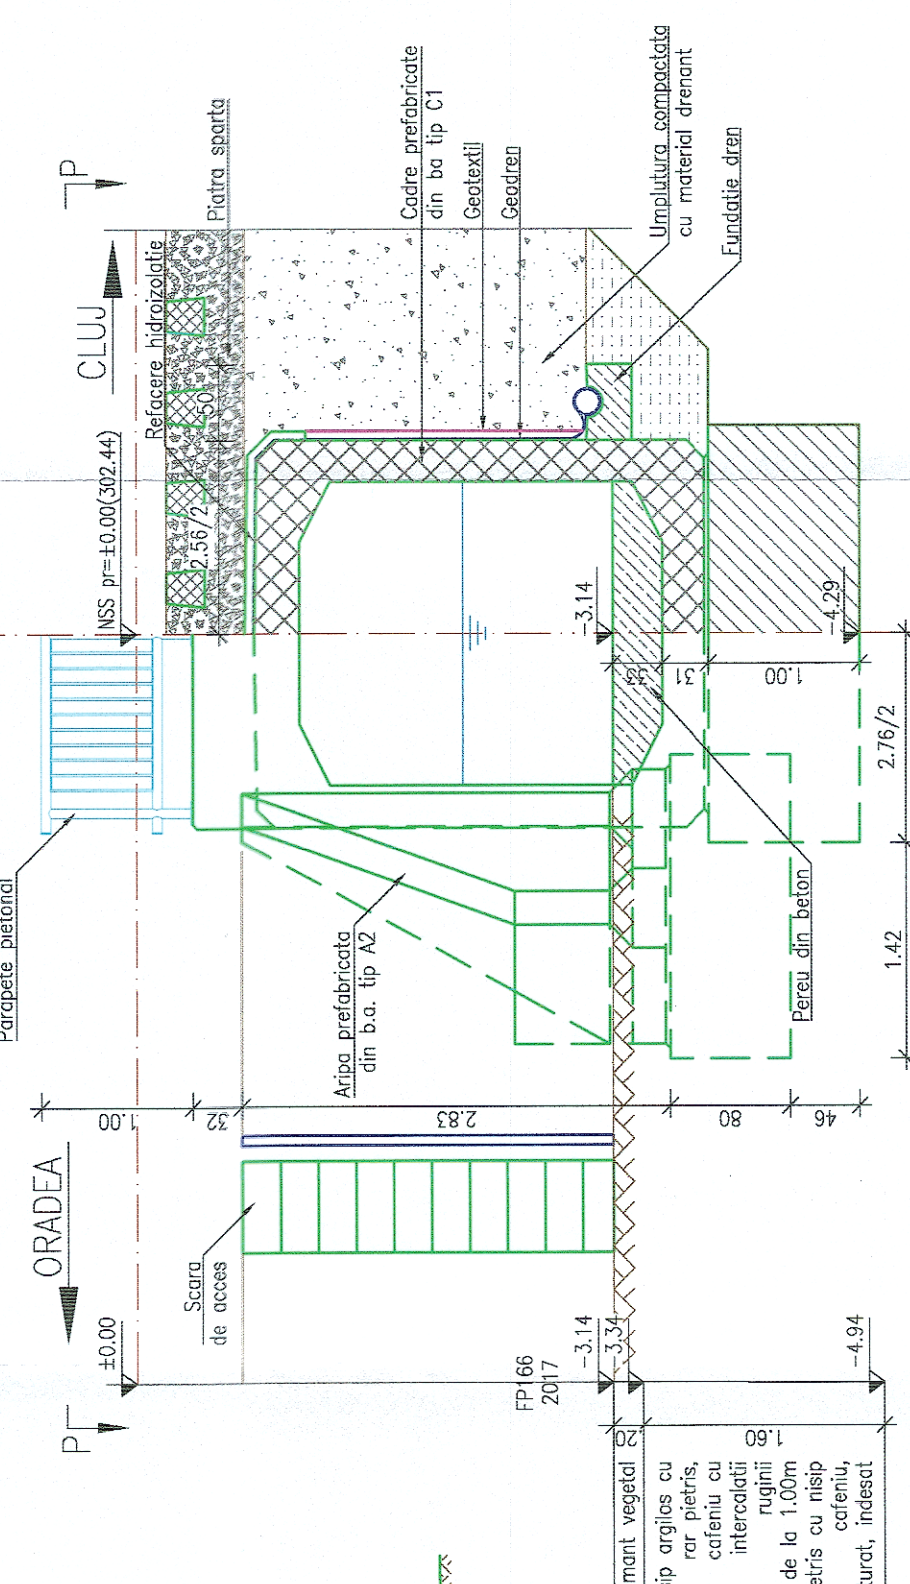 P
ORADEA
±0.00
Parapete pietonal
NSS pr=±0.00(302.44)
CLUJ
P
Refacere hidroizolatie
Piatra sparta
2.56/2
50
Cadre prefabricate
din ba tip C1
Geotextil
Geodren
Umplutura compactata
cu material drenant
Fundatie dren
1.00
32
2.83
80
46
Scara
de acces
Aripa prefabricata
din b.a. tip A2
-3.14
33
31
1.00
-4.29
2.76/2
1.42
Pereu din beton
FP166
2017
-3.14
-3.34
-4.94
20
1.60
mant vegetal
argilos cu
rar pietris,
cafeniu cu
intercalatii
ruginii
de la 1.00m
cu nisip
cafeniu,
indesat